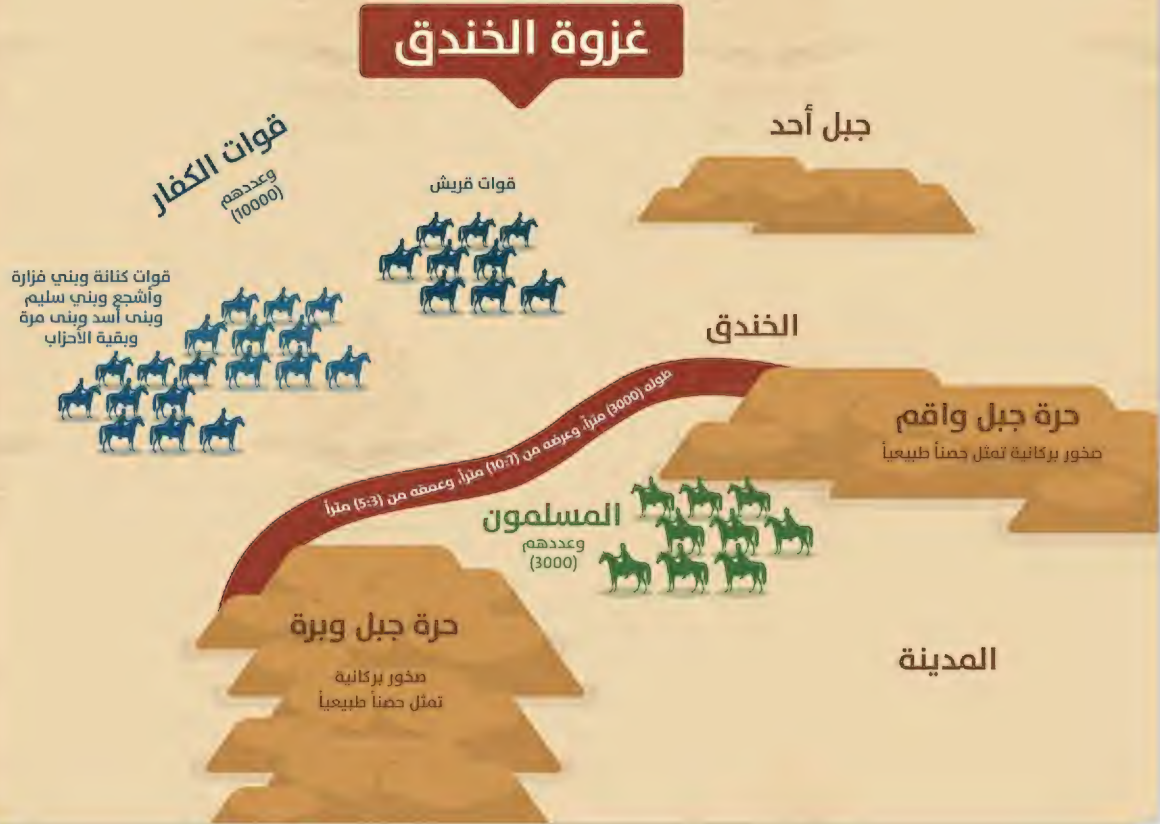 غزوة الخندق
جبل أحد
قوات الكفار
وعددهم
(10000)
قوات قريش
قوات كنانة وبني فزارة
وأشجع وبني سليم
وبنى أسد وبنى مرة
وبقية الأحزاب
الخندق
طوله (3000) متراً، وعرضه من (10:7) متراً، وعمقه من (5:3) متراً
حرة جبل واقم
صخور بركانية تمثل حصناً طبيعياً
المسلمون
وعددهم
(3000)
حرة جبل وبرة
صخور بركانية
تمثل حصناً طبيعياً
المدينة